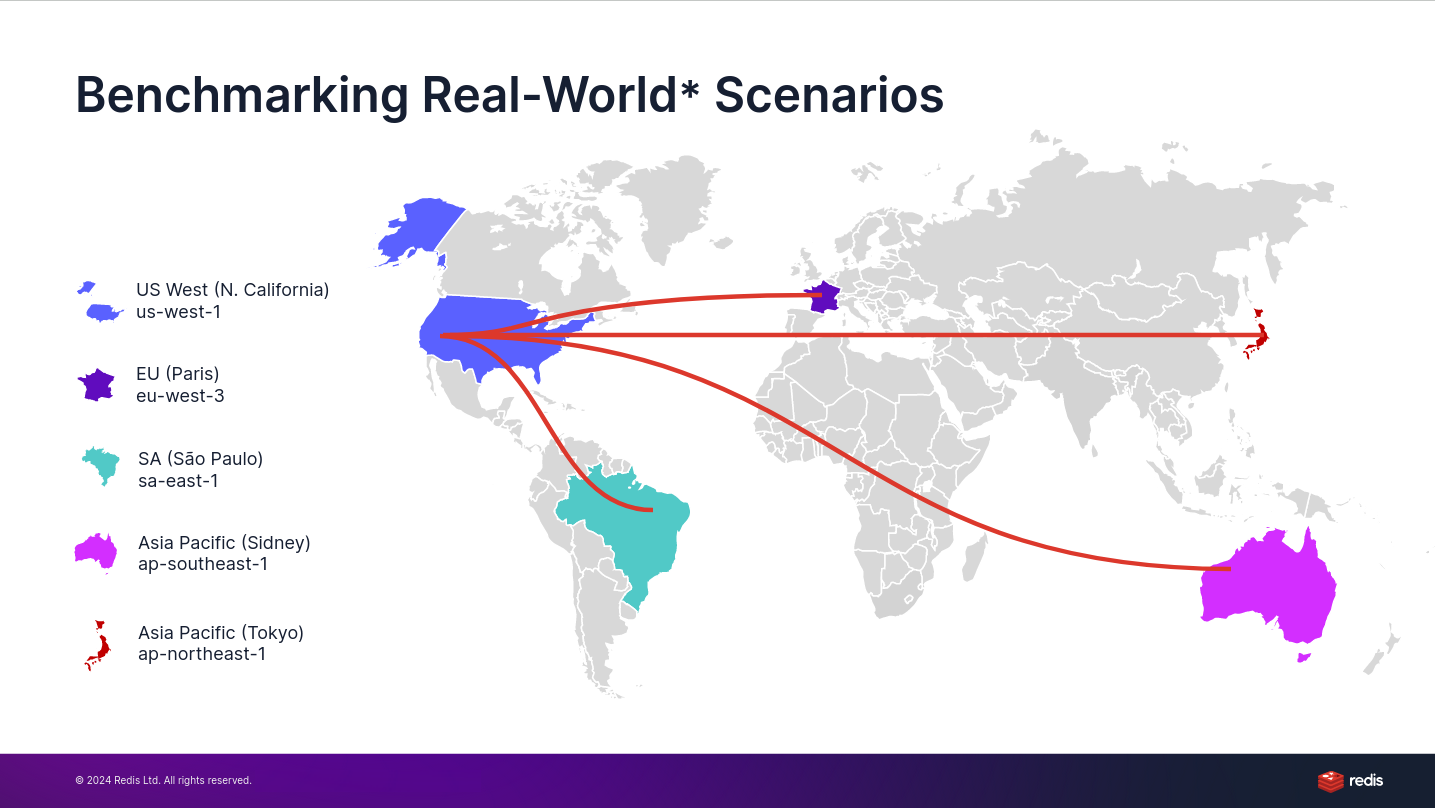 Benchmarking Real-World* Scenarios
US West (N. California)
us-west-1
EU (Paris)
eu-west-3
SA (São Paulo)
sa-east-1
Asia Pacific (Sidney)
ap-southeast-1
Asia Pacific (Tokyo)
ap-northeast-1
© 2024 Redis Ltd. All rights reserved.
redis